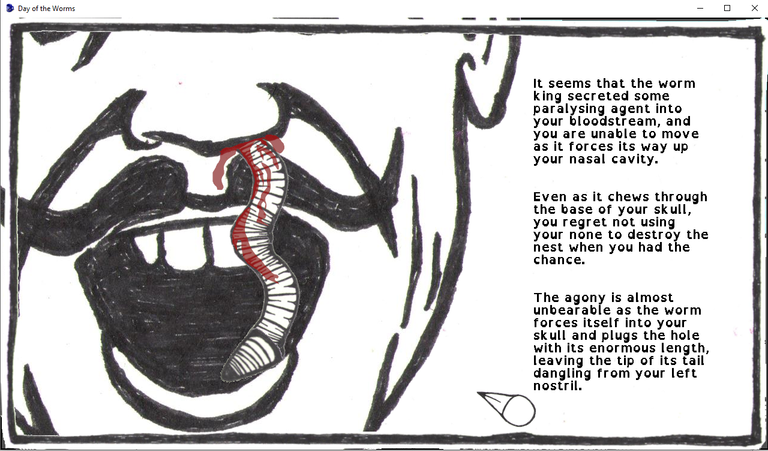 Day of the Worms
It seems that the worm
king secreted some
paralysing agent into
your bloodstream, and
you are unable to move
as it forces its way up
your nasal cavity.
Even as it chews through
the base of your skull,
you regret not using
your none to destroy the
nest when you had the
chance.
The agony is almost
unbearable as the worm
forces itself into your
skull and plugs the hole
with its enormous length,
leaving the tip of its tail
dangling from your left
nostril.